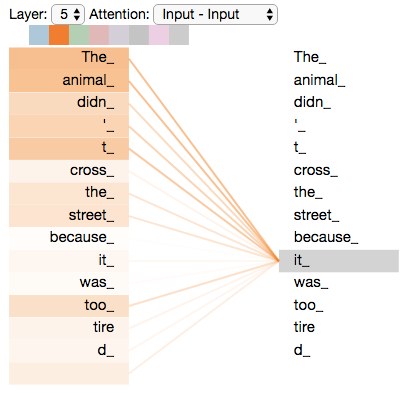 Layer: 5 Attention: Input - Input
The_ The_
animal_ animal_
didn_ didn_
'_ '_
t_ t_
cross_ cross_
the_ the_
street_ street_
because_ because_
it_ it_
was_ was_
too_ too_
tire tire
d_ d_